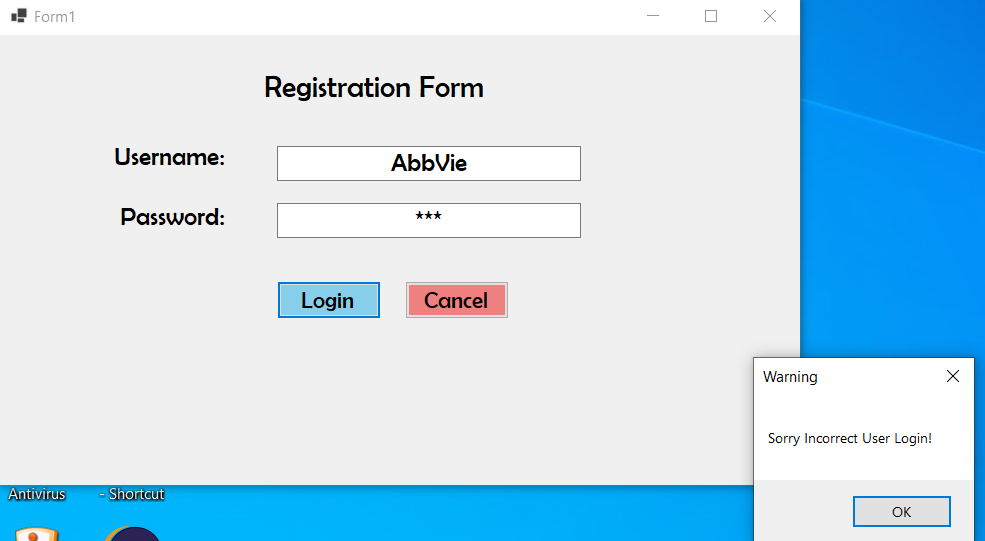 Form1
Registration Form
Username:
AbbVie
Password:
***
Login
Cancel
Warning
Sorry Incorrect User Login!
OK
Antivirus
- Shortcut